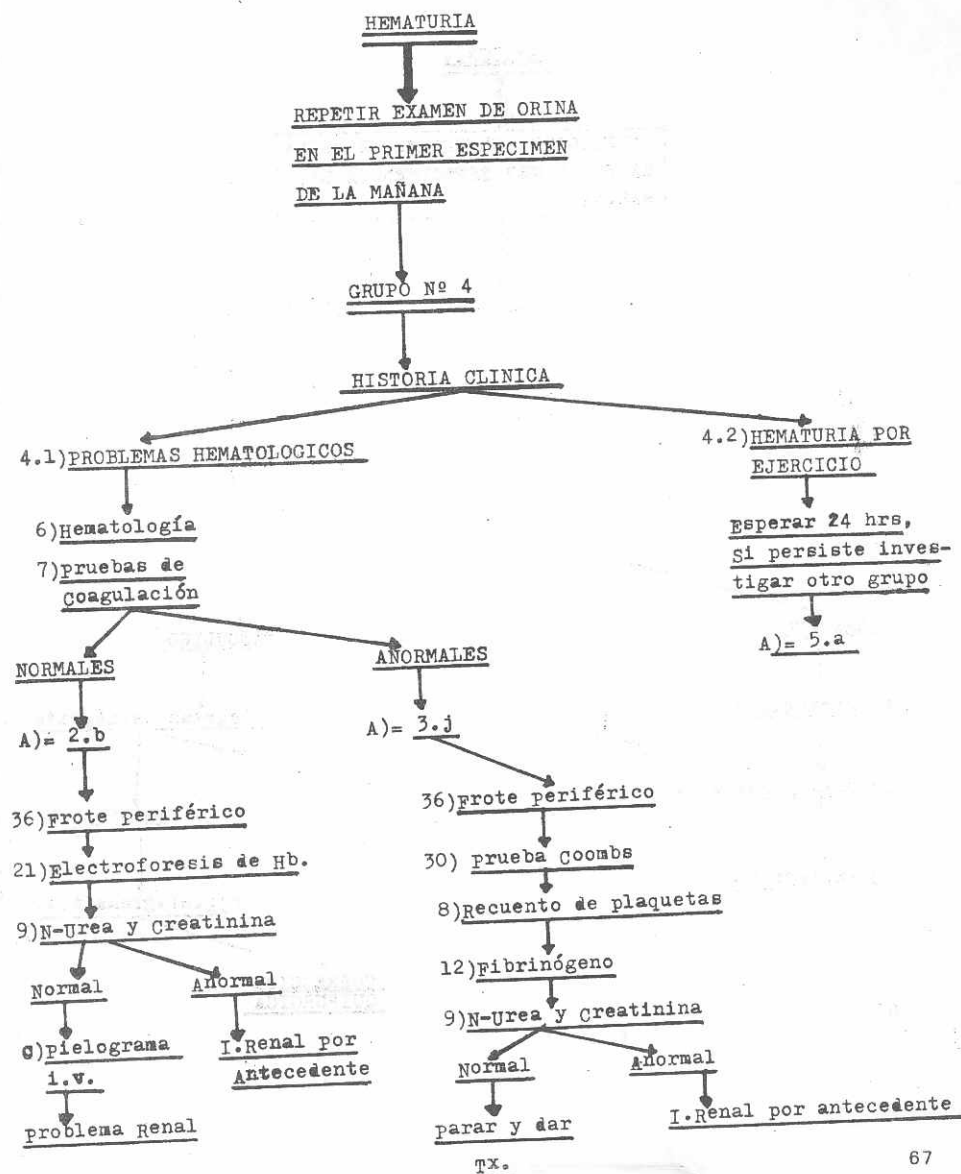 HEMATURIA
REPETIR EXAMEN DE ORINA
EN EL PRIMER ESPECIMEN
DE LA MAÑANA
GRUPO Nº 4
HISTORIA CLINICA
4.1)PROBLEMAS HEMATOLOGICOS
6)Hematología
7)pruebas de
coagulación
NORMALES
A)= 2.b
36)Frote periférico
21)Electroforesis de Hb.
9)N-Urea y Creatinina
Normal
c)pielograma
i.v.
problema Renal
Anormal
I.Renal por
Antecedente
ANORMALES
A)= 3.j
36)Frote periférico
30) prueba Coombs
8)Recuento de plaquetas
12)Fibrinógeno
9)N-Urea y Creatinina
Normal
parar y dar
Tx.
Anormal
I.Renal por antecedente
4.2)HEMATURIA POR
EJERCICIO
Esperar 24 hrs,
Si persiste inves-
tigar otro grupo
A)= 5.a
67